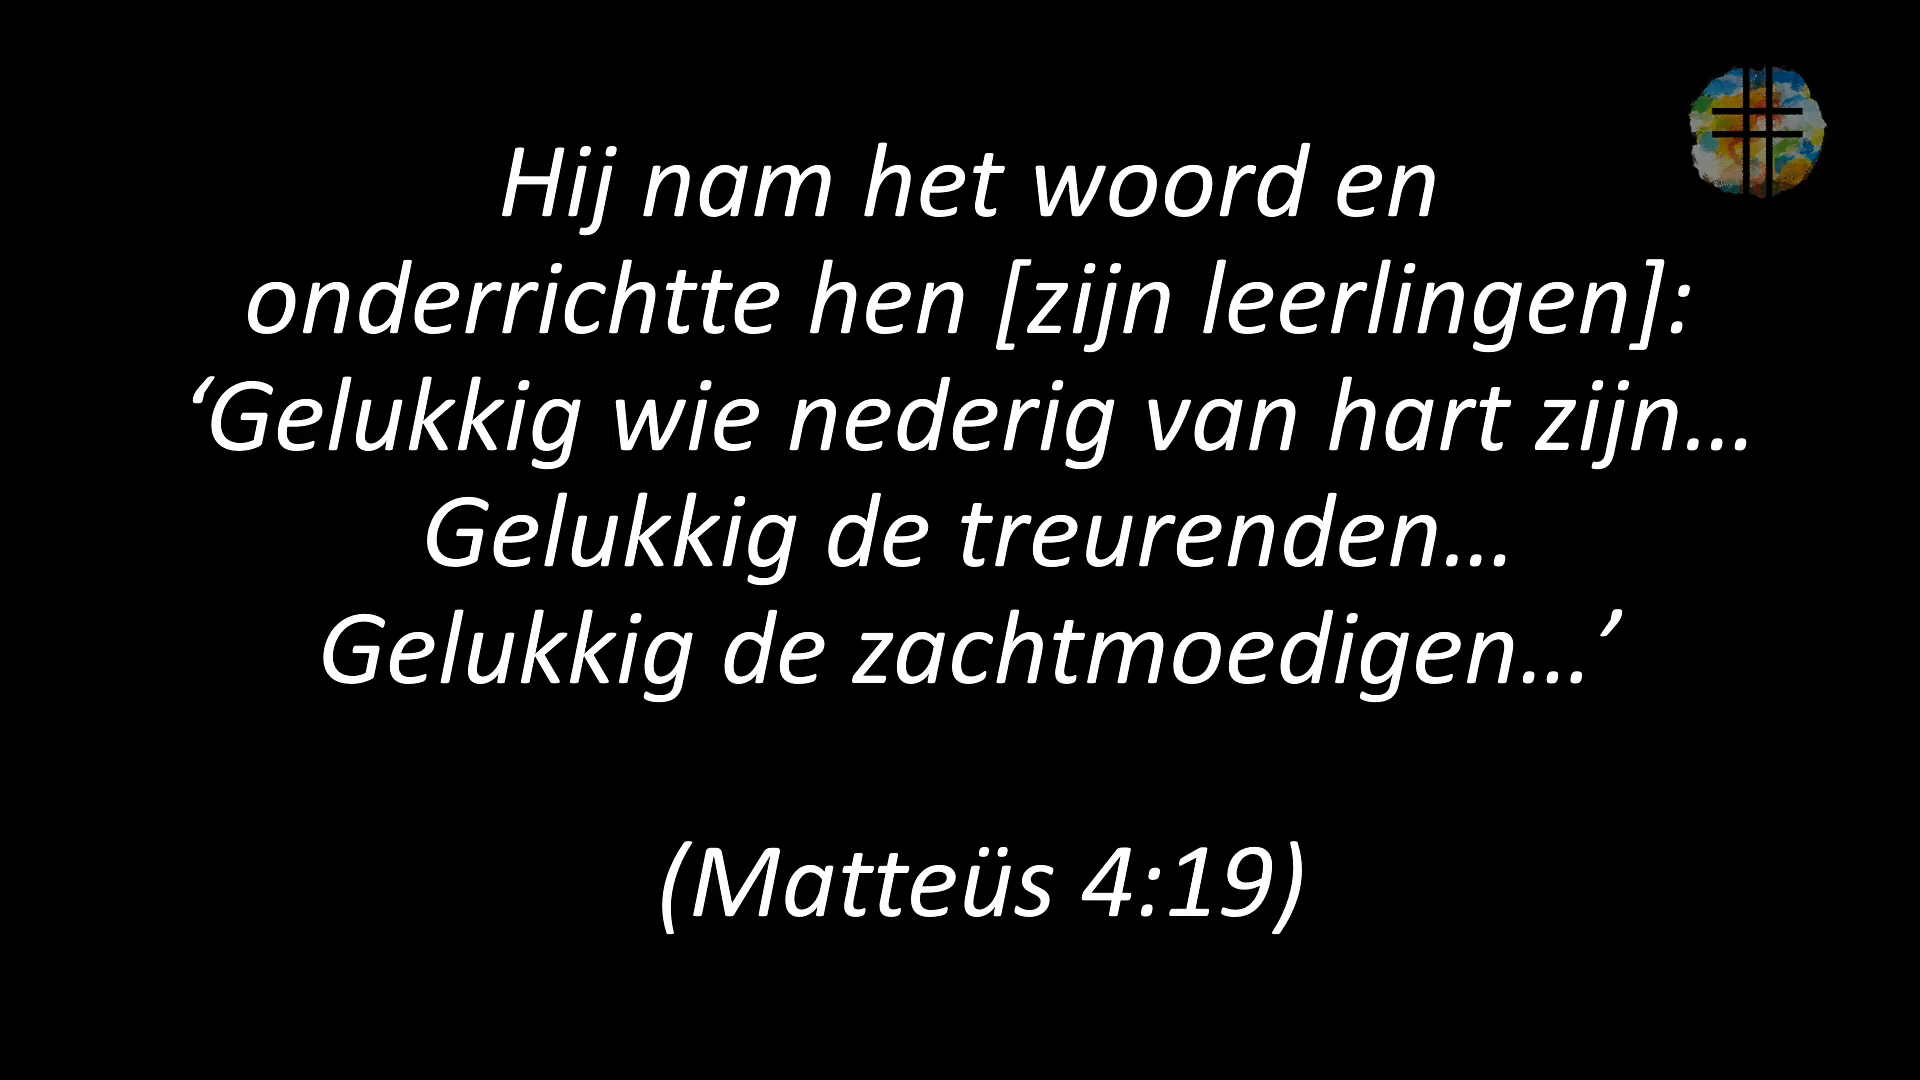 Hij nam het woord en
onderrichtte hen [zijn leerlingen]:
‘Gelukkig wie nederig van hart zijn…
Gelukkig de treurenden…
Gelukkig de zachtmoedigen…’
(Matteüs 4:19)